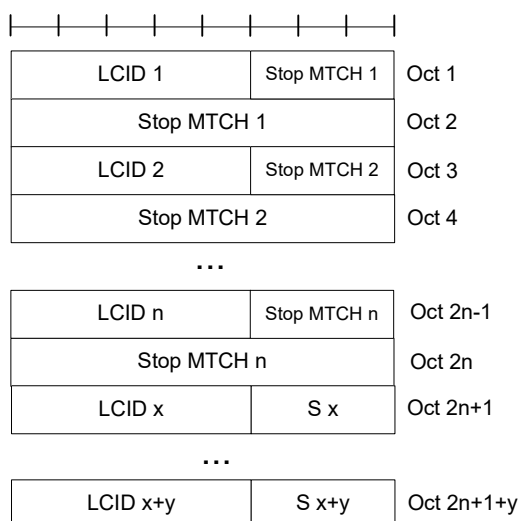 LCID 1 Stop MTCH 1 Oct 1
Stop MTCH 1 Oct 2
LCID 2 Stop MTCH 2 Oct 3
Stop MTCH 2 Oct 4
...
LCID n Stop MTCH n Oct 2n-1
Stop MTCH n Oct 2n
LCID x S x Oct 2n+1
...
LCID x+y S x+y Oct 2n+1+y